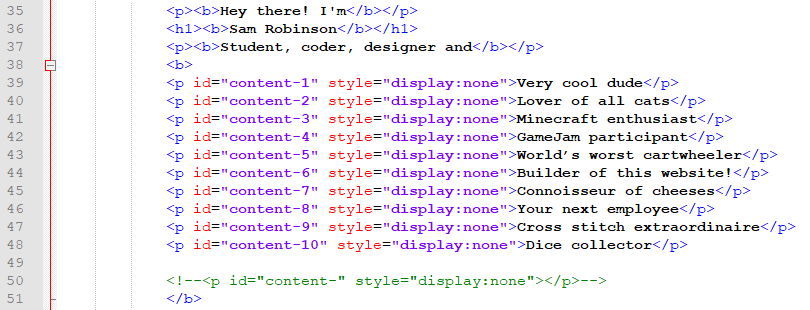 35 <p><b>Hey there! I'm</b></p>
36 <h1><b>Sam Robinson</b></h1>
37 <p><b>Student, coder, designer and</b></p>
38 <b>
39 <p id="content-1" style="display:none">Very cool dude</p>
40 <p id="content-2" style="display:none">Lover of all cats</p>
41 <p id="content-3" style="display:none">Minecraft enthusiast</p>
42 <p id="content-4" style="display:none">GameJam participant</p>
43 <p id="content-5" style="display:none">World’s worst cartwheeler</p>
44 <p id="content-6" style="display:none">Builder of this website!</p>
45 <p id="content-7" style="display:none">Connoisseur of cheeses</p>
46 <p id="content-8" style="display:none">Your next employee</p>
47 <p id="content-9" style="display:none">Cross stitch extraordinaire</p>
48 <p id="content-10" style="display:none">Dice collector</p>
49
50 <!--<p id="content-" style="display:none"></p>-->
51 </b>